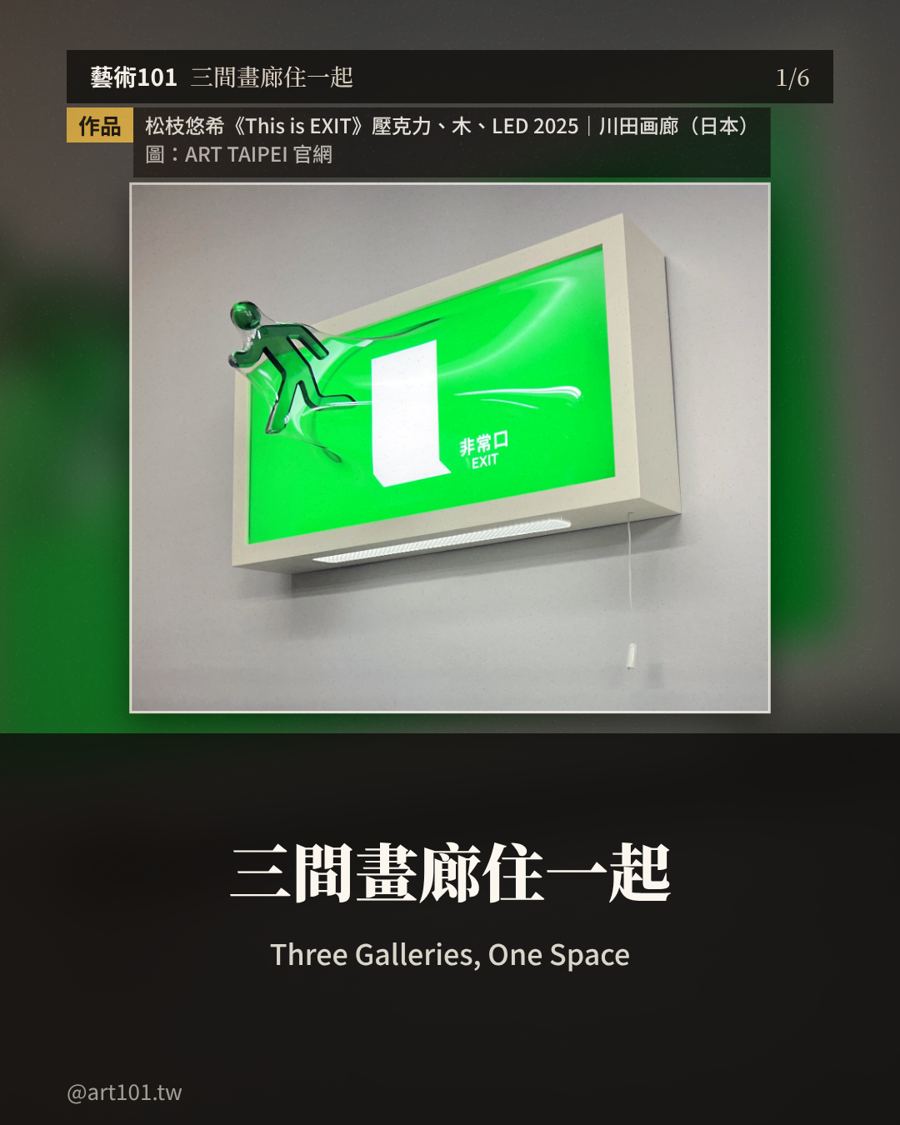 藝術101 三間畫廊住一起
1/6
作品
松枝悠希《This is EXIT》壓克力、木、LED 2025｜川田画廊（日本）
圖：ART TAIPEI 官網
非常口
EXIT
三間畫廊住一起
Three Galleries, One Space
@art101.tw